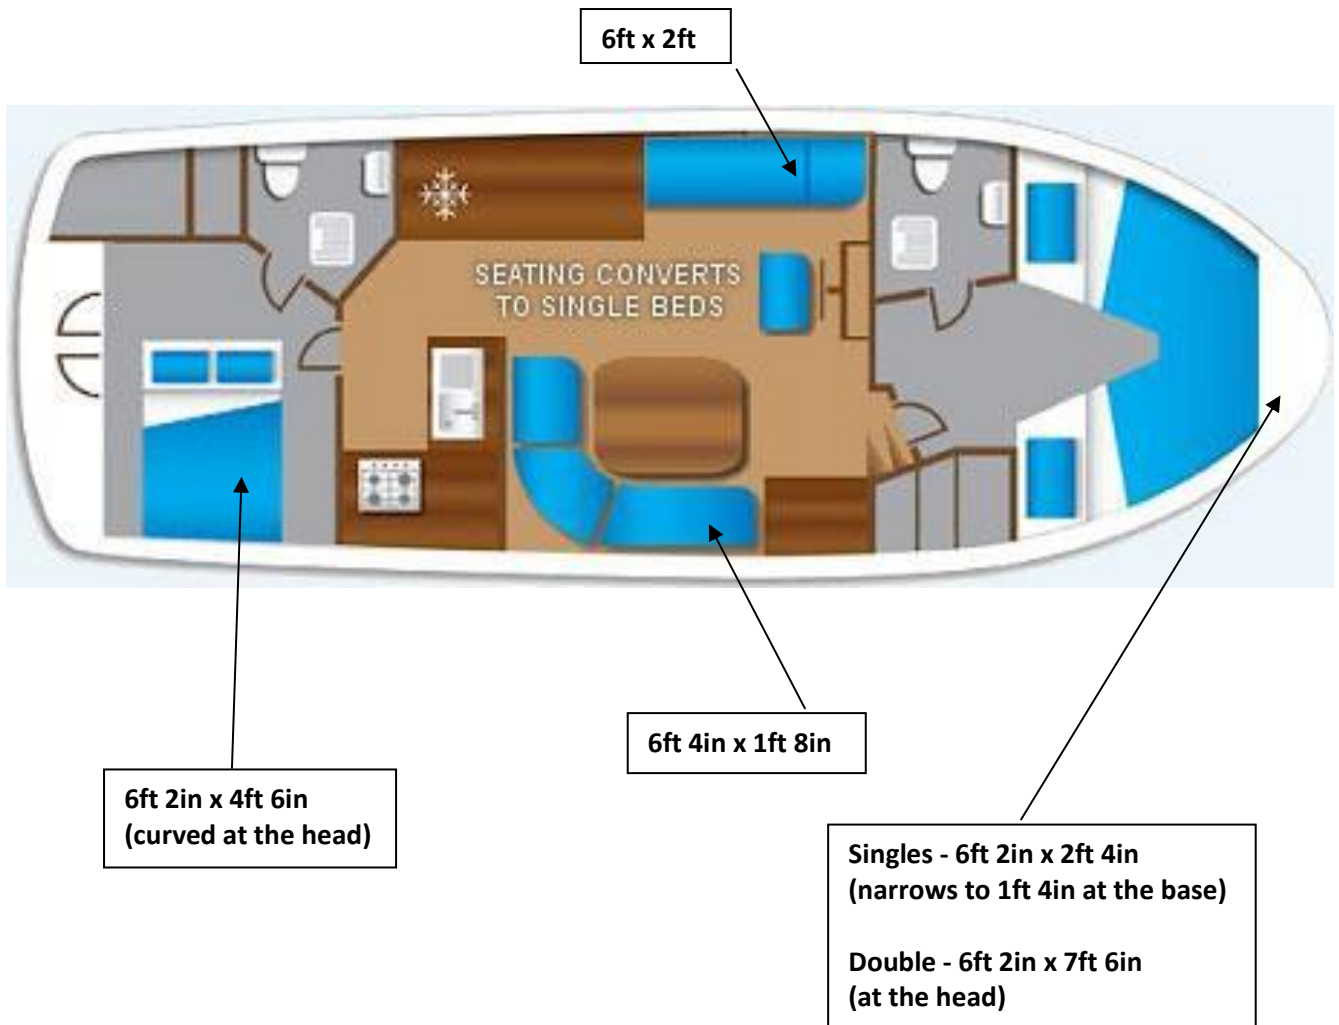 6ft x 2ft
SEATING CONVERTS
TO SINGLE BEDS
6ft 4in x 1ft 8in
6ft 2in x 4ft 6in
(curved at the head)
Singles - 6ft 2in x 2ft 4in
(narrows to 1ft 4in at the base)
Double - 6ft 2in x 7ft 6in
(at the head)